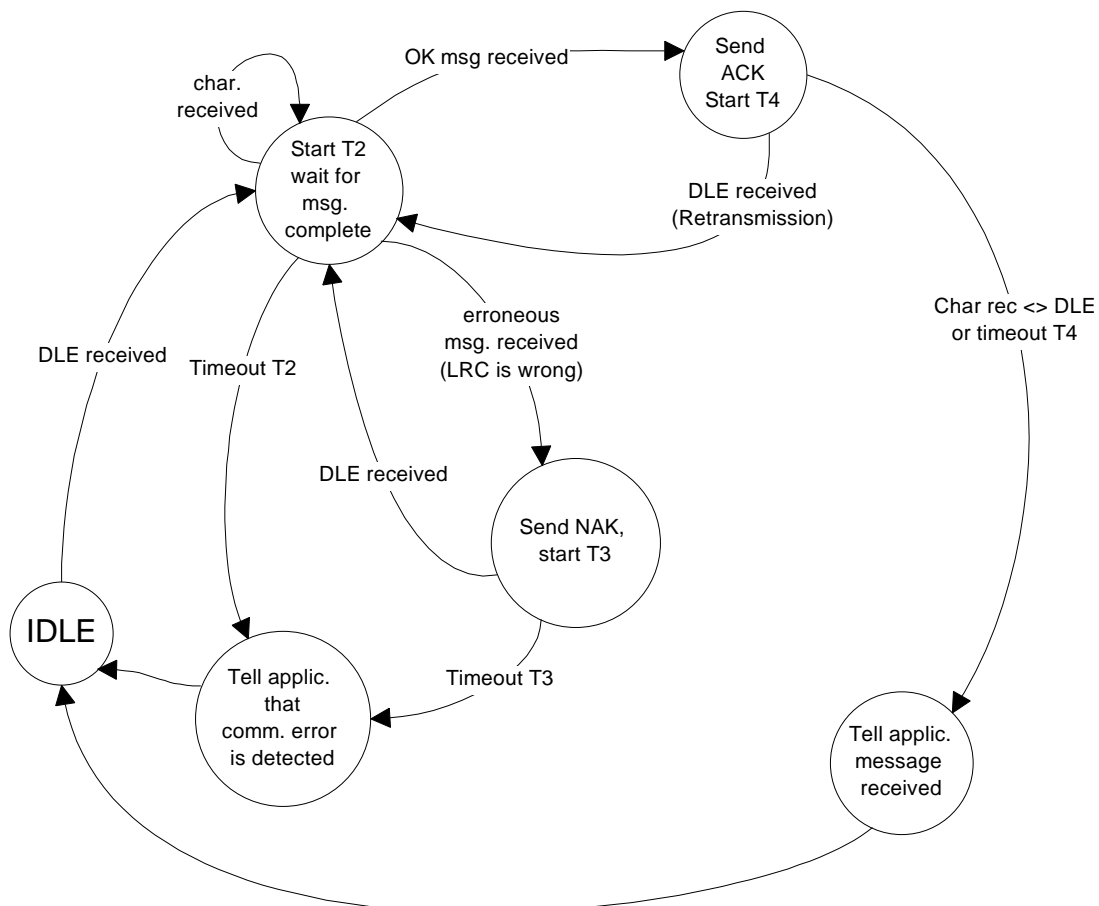 OK msg received
Send
ACK
Start T4
char.
received
Start T2
wait for
msg.
complete
DLE received
(Retransmission)
Char rec <> DLE
or timeout T4
erroneous
msg. received
(LRC is wrong)
DLE received
Timeout T2
DLE received
Send NAK,
start T3
IDLE
Tell applic.
that
comm. error
is detected
Timeout T3
Tell applic.
message
received